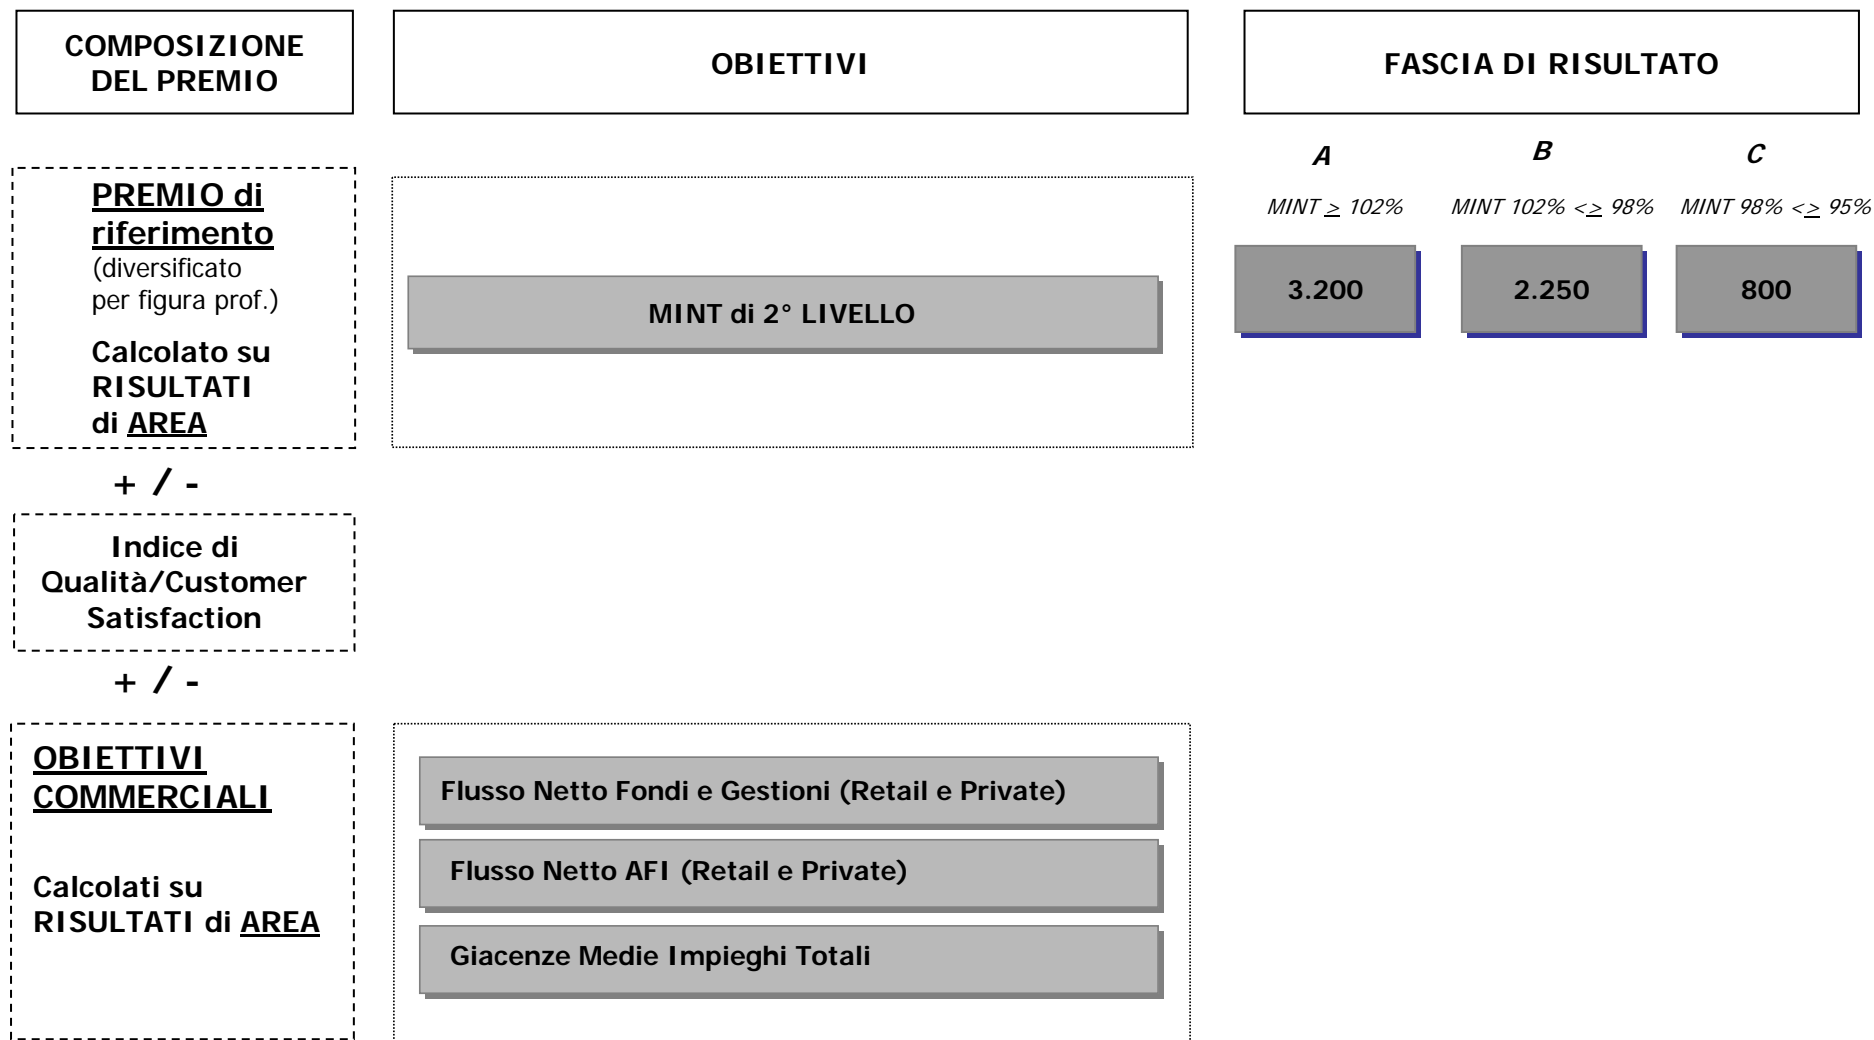 COMPOSIZIONE
DEL PREMIO
OBIETTIVI
FASCIA DI RISULTATO
A
B
C
MINT ≥ 102%
MINT 102% <≥ 98%
MINT 98% <≥ 95%
PREMIO di
riferimento
(diversificato
per figura prof.)
Calcolato su
RISULTATI
di AREA
MINT di 2° LIVELLO
3.200
2.250
800
+ / -
Indice di
Qualità/Customer
Satisfaction
+ / -
OBIETTIVI
COMMERCIALI
Calcolati su
RISULTATI di AREA
Flusso Netto Fondi e Gestioni (Retail e Private)
Flusso Netto AFI (Retail e Private)
Giacenze Medie Impieghi Totali